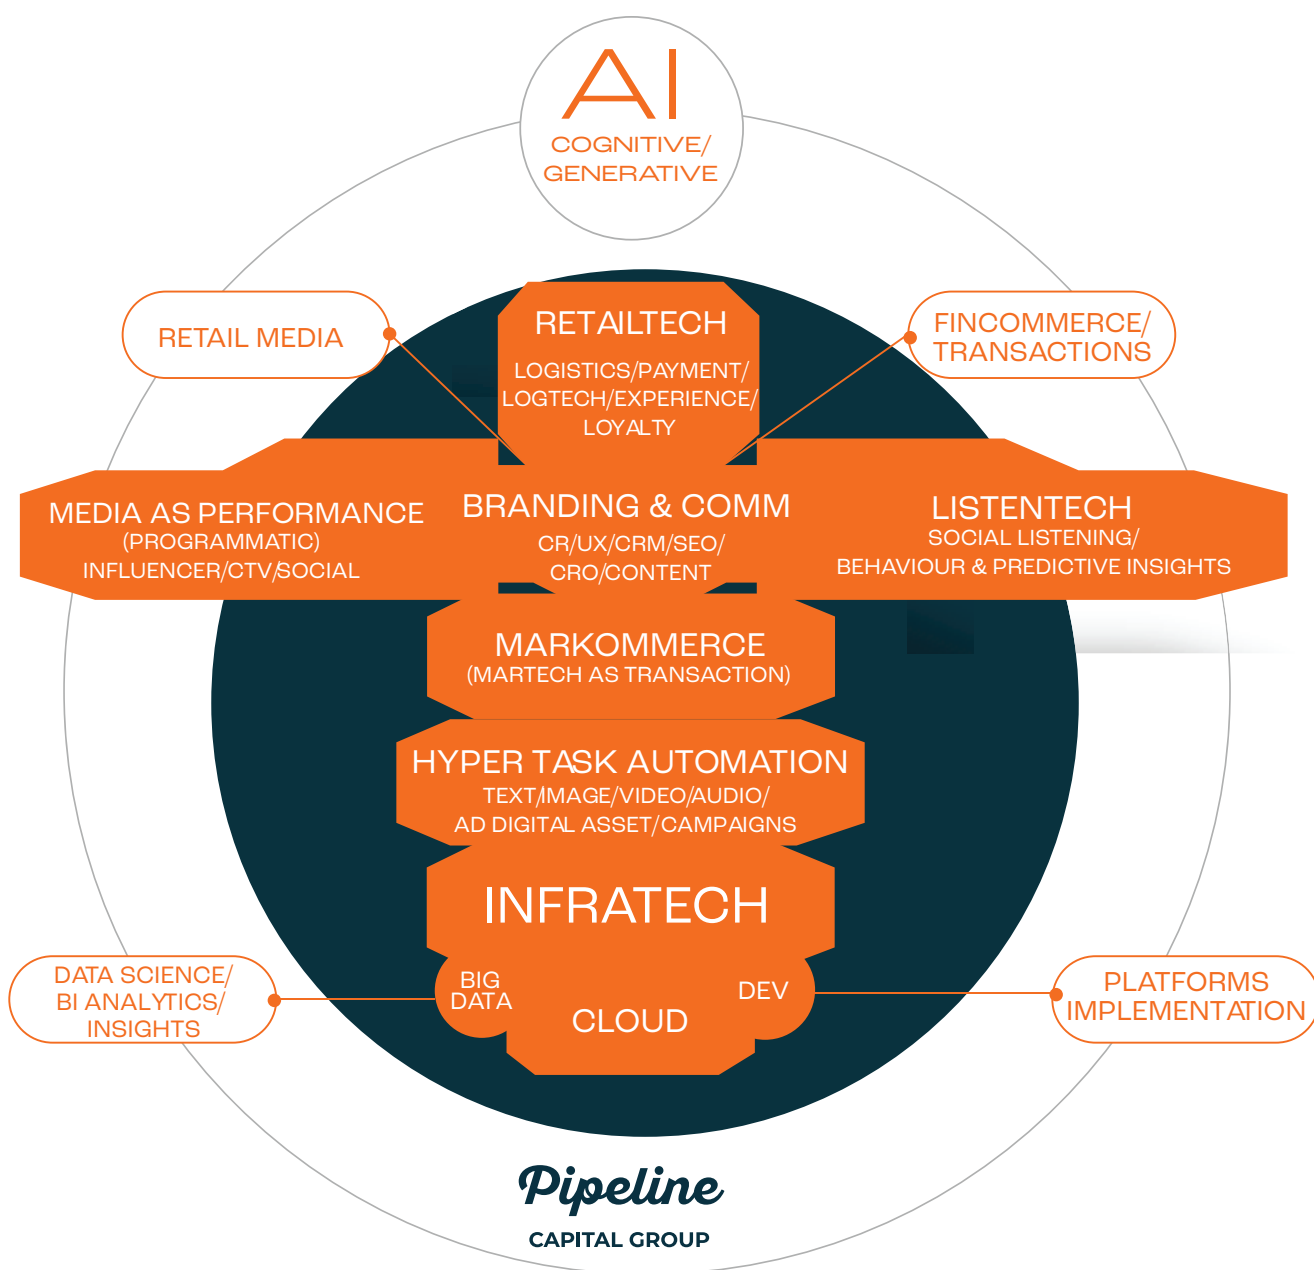 AI
COGNITIVE/
GENERATIVE
RETAIL MEDIA
RETAILTECH
LOGISTICS/PAYMENT/
LOGTECH/EXPERIENCE/
LOYALTY
FINCOMMERCE/
TRANSACTIONS
MEDIA AS PERFORMANCE
(PROGRAMMATIC)
INFLUENCER/CTV/SOCIAL
BRANDING & COMM
CR/UX/CRM/SEO/
CRO/CONTENT
LISTENTECH
SOCIAL LISTENING/
BEHAVIOUR & PREDICTIVE INSIGHTS
MARKOMMERCE
(MARTECH AS TRANSACTION)
HYPER TASK AUTOMATION
TEXT/IMAGE/VIDEO/AUDIO/
AD DIGITAL ASSET/CAMPAIGNS
INFRATECH
DATA SCIENCE/
BI ANALYTICS/
INSIGHTS
BIG
DATA
CLOUD
DEV
PLATFORMS
IMPLEMENTATION
Pipeline
CAPITAL GROUP